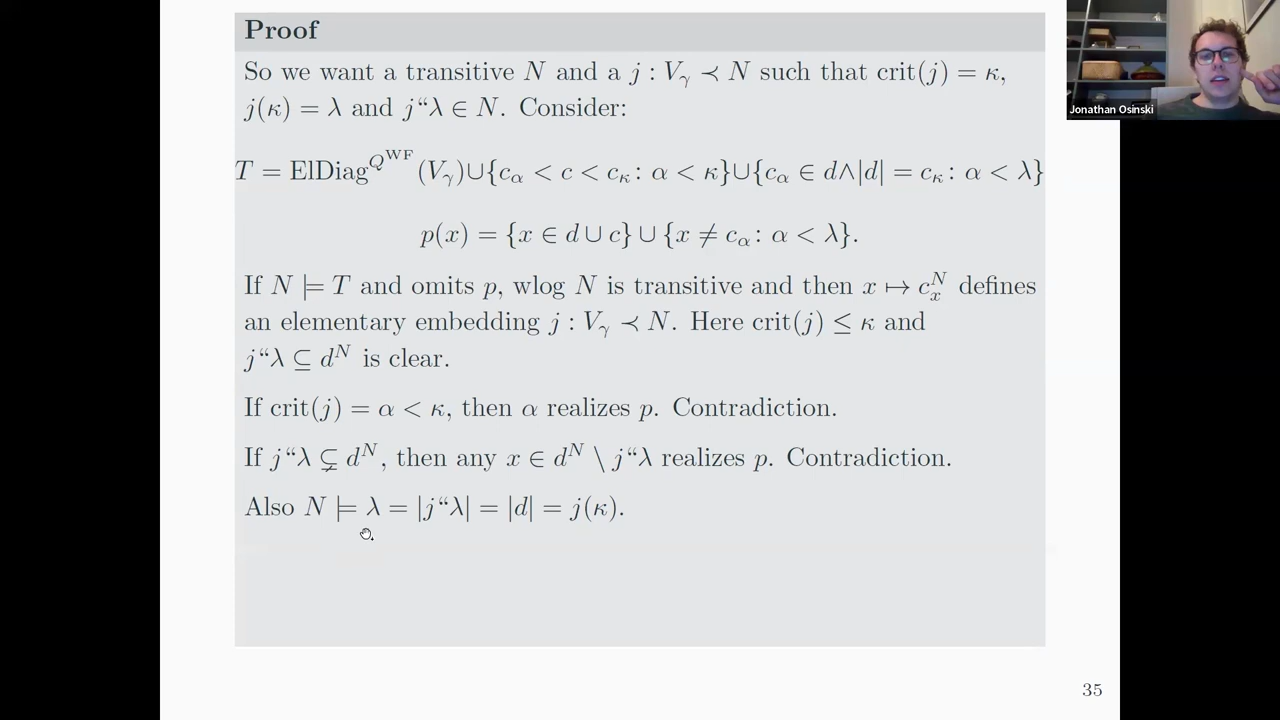 Proof
So we want a transitive N and a j : V_γ ≺ N such that crit(j) = κ,
j(κ) = λ and j“λ ∈ N. Consider:
T = ElDiag^{Q^{WF}}(V_γ)∪{c_α < c < c_κ : α < κ}∪{c_α ∈ d∧|d| = c_κ : α < λ}
p(x) = {x ∈ d ∪ c} ∪ {x ≠ c_α : α < λ}.
If N ⊨ T and omits p, wlog N is transitive and then x ↦ c_x^N defines
an elementary embedding j : V_γ ≺ N. Here crit(j) ≤ κ and
j“λ ⊆ d^N is clear.
If crit(j) = α < κ, then α realizes p. Contradiction.
If j“λ ⊊ d^N, then any x ∈ d^N \ j“λ realizes p. Contradiction.
Also N ⊨ λ = |j“λ| = |d| = j(κ).
35
Jonathan Osinski